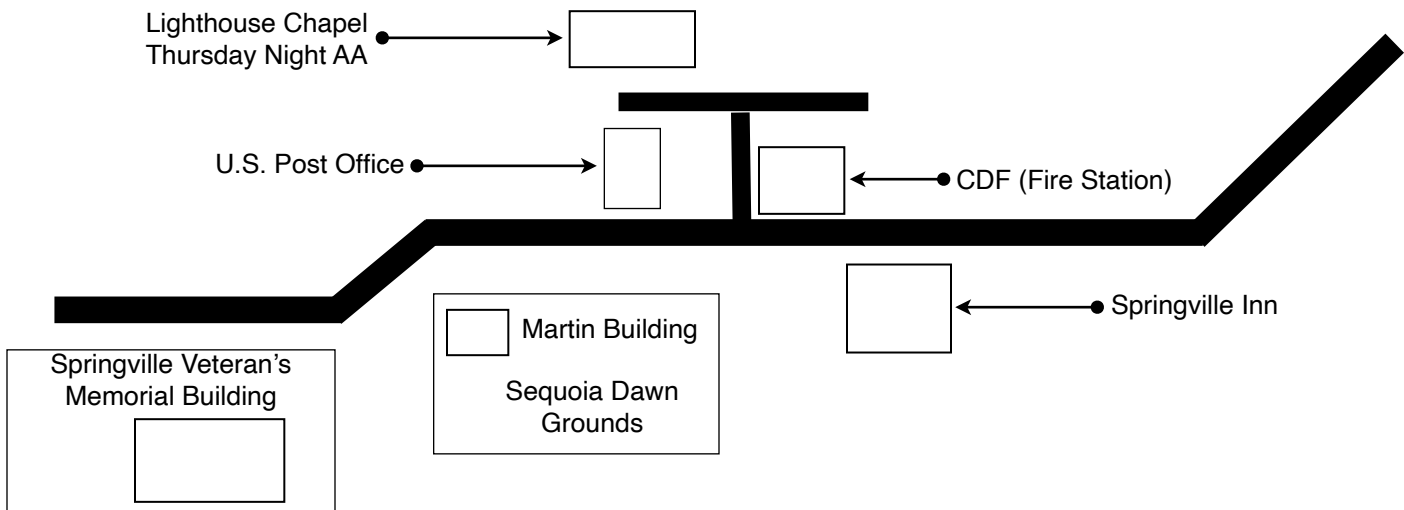 Lighthouse Chapel
Thursday Night AA
U.S. Post Office
CDF (Fire Station)
Springville Inn
Martin Building
Sequoia Dawn
Grounds
Springville Veteran's
Memorial Building